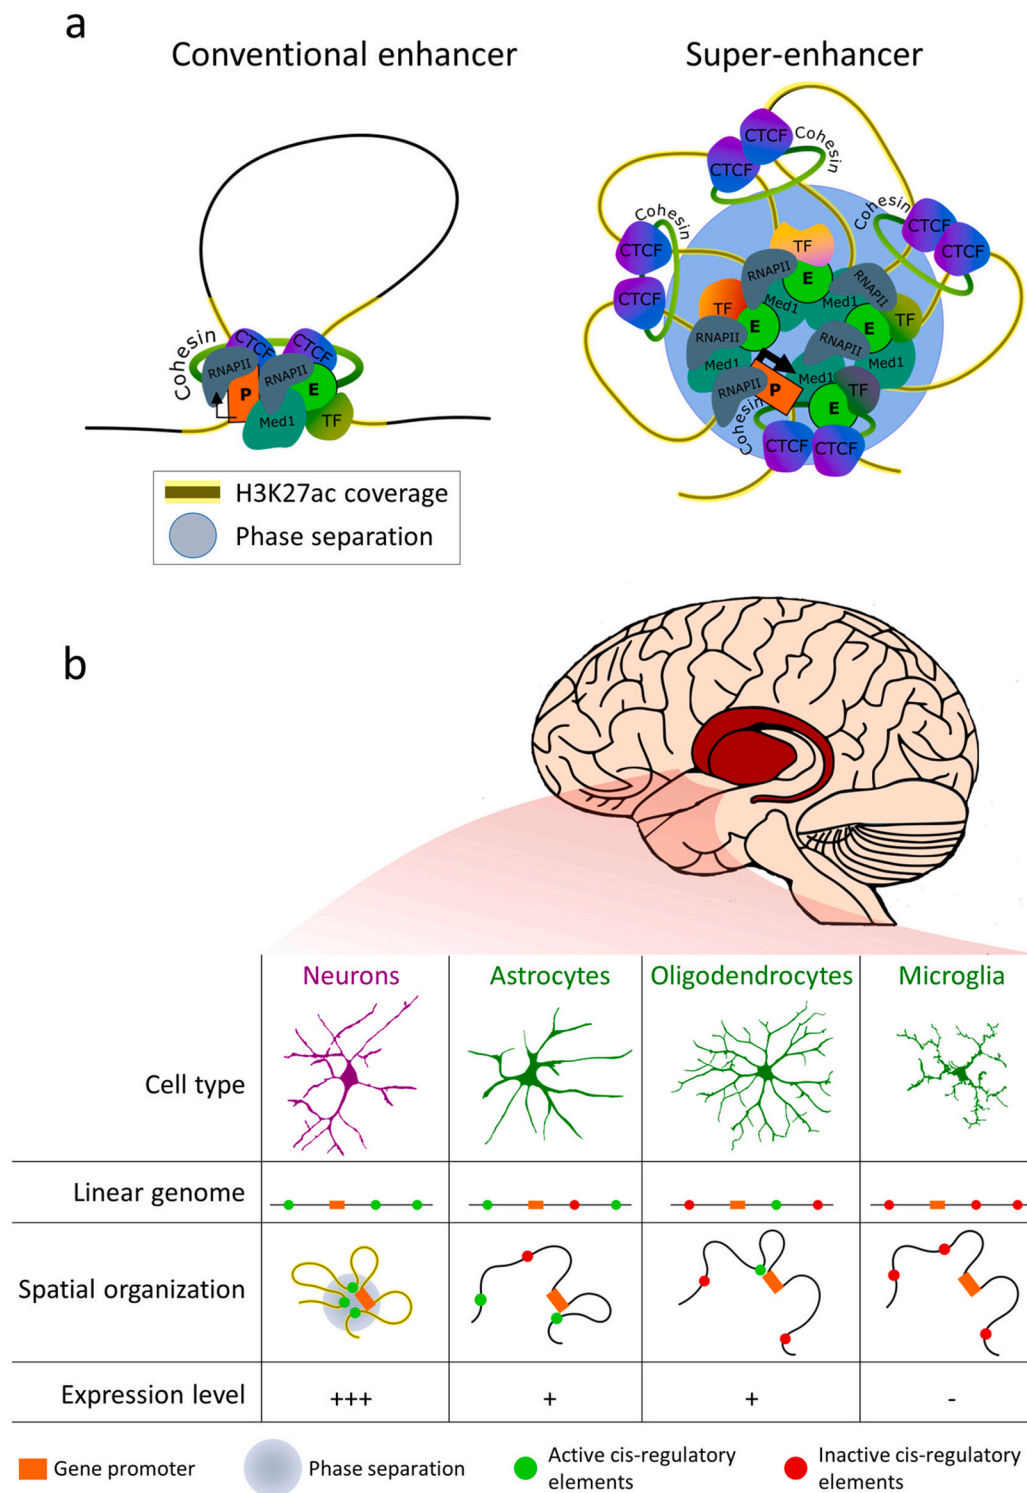 a
Conventional enhancer
Super-enhancer
CTCF
Cohesin
CTCF
Cohesin
CTCF
CTCF
Cohesin
CTCF
CTCF
TF
RNAPII
E
Med1
Med1
RNAPII
TF
E
E
TF
RNAPII
RNAPII
Med1
Med1
Med1
RNAPII
P
TF
E
Cohesin
CTCF
CTCF
Cohesin
CTCF
CTCF
RNAPII
RNAPII
P
E
Med1
TF
H3K27ac coverage
Phase separation
b
Neurons
Astrocytes
Oligodendrocytes
Microglia
Cell type
Linear genome
Spatial organization
Expression level
+++
+
+
-
Gene promoter
Phase separation
Active cis-regulatory
elements
Inactive cis-regulatory
elements